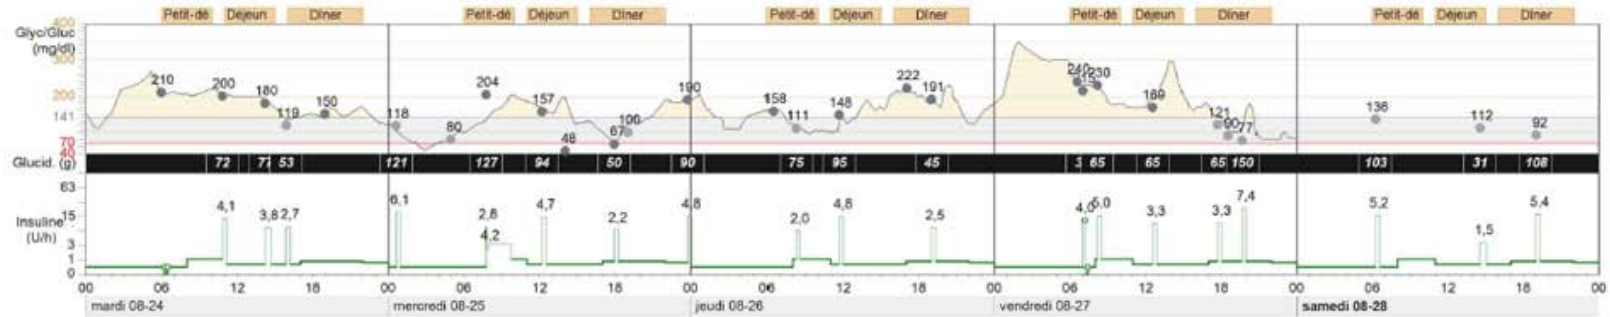 Petit-dé Déjeun Dîner Petit-dé Déjeun Dîner Petit-dé Déjeun Dîner Petit-dé Déjeun Dîner Petit-dé Déjeun Dîner
Glyc/Gluc
(mg/dl)
400
300
200
141
70
40
210 200 180 119 150 118 80 204 157 48 67 106 190 158 111 148 222 191 240 230 169 121 90 77 136 112 92
Glucid. (g) 72 77 53 121 127 94 50 90 75 95 45 3 65 65 65 150 103 31 108
Insuline
(U/h)
63
15
3
1
0
4,1 3,8 2,7 6,1 2,8 4,2 4,7 2,2 4,8 2,0 4,8 2,5 4,0 5,0 3,3 3,3 7,4 5,2 1,5 5,4
00 06 12 18 00 06 12 18 00 06 12 18 00 06 12 18 00 06 12 18 00
mardi 08-24 mercredi 08-25 jeudi 08-26 vendredi 08-27 samedi 08-28